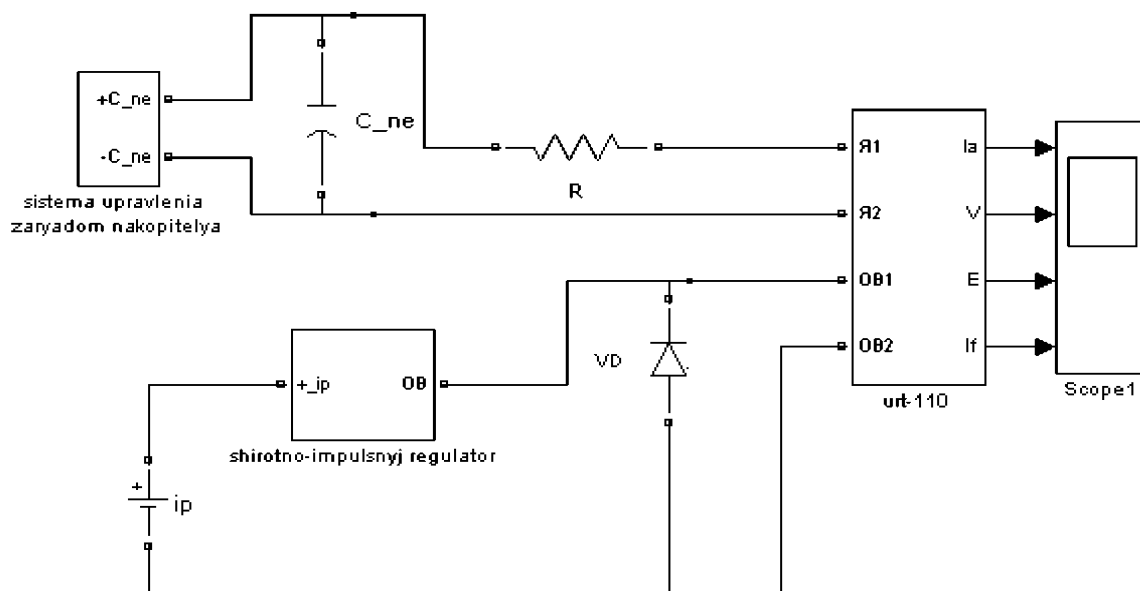 +C_ne
-C_ne
sistema upravlenia
zaryadom nakopitelya
C_ne
R
Я1
Я2
ОВ1
ОВ2
Ia
V
E
If
urt-110
Scope1
+_ip
ОВ
shirotno-impulsnyj regulator
VD
+
ip